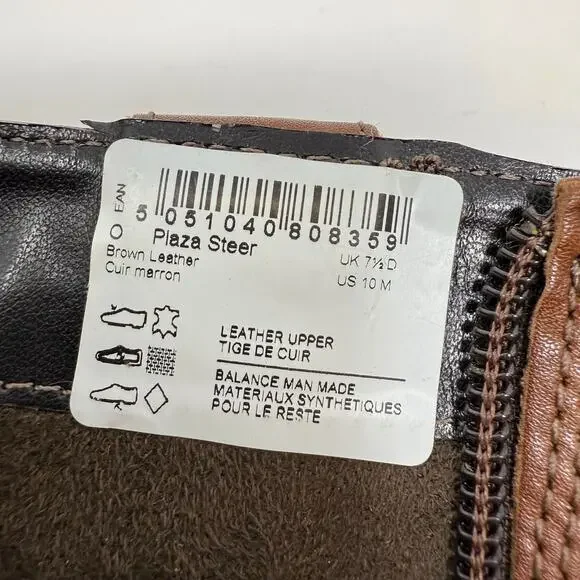 EAN
5 051040 808359
O Plaza Steer
Brown Leather
Cuir marron
UK 7½ D
US 10 M
LEATHER UPPER
TIGE DE CUIR
BALANCE MAN MADE
MATERIAUX SYNTHETIQUES
POUR LE RESTE